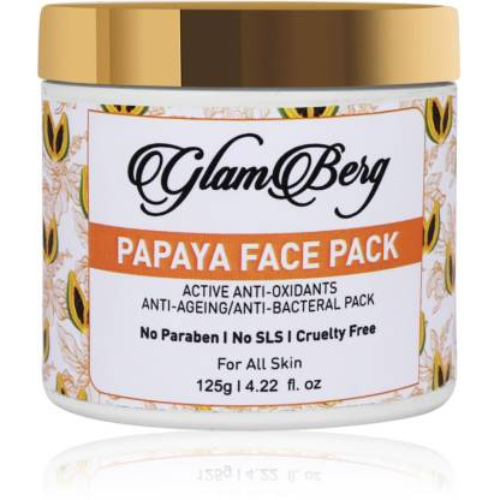 GlamBerg
PAPAYA FACE PACK
ACTIVE ANTI-OXIDANTS
ANTI-AGEING/ANTI-BACTERAL PACK
No Paraben | No SLS | Cruelty Free
For All Skin
125g | 4.22 fl. oz